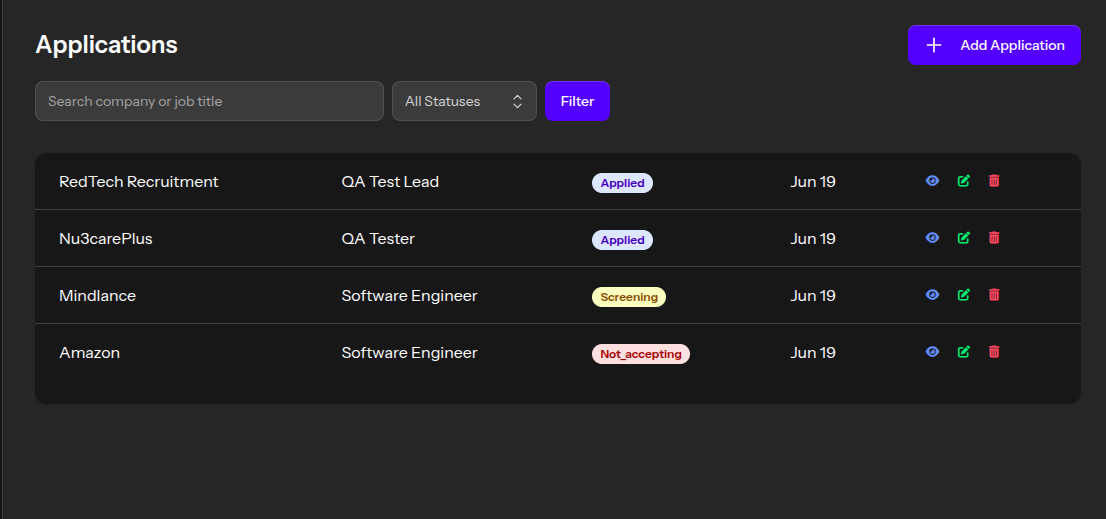 Applications
Add Application
Search company or job title
All Statuses
Filter
RedTech Recruitment QA Test Lead Applied Jun 19
Nu3carePlus QA Tester Applied Jun 19
Mindlance Software Engineer Screening Jun 19
Amazon Software Engineer Not_accepting Jun 19